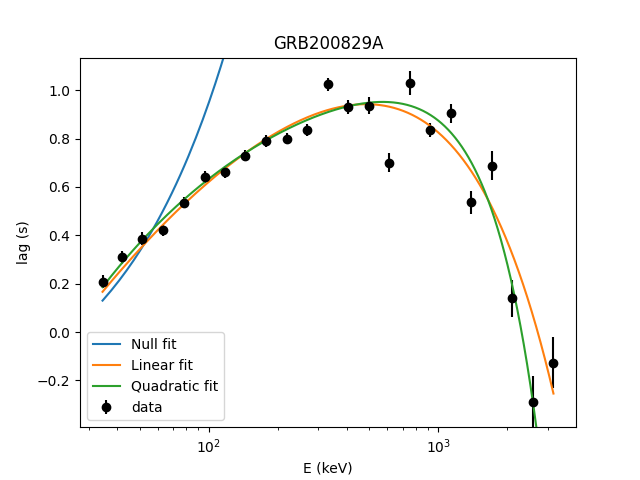 GRB200829A
1.0
0.8
0.6
0.4
0.2
0.0
−0.2
lag (s)
Null fit
Linear fit
Quadratic fit
data
10²
10³
E (keV)